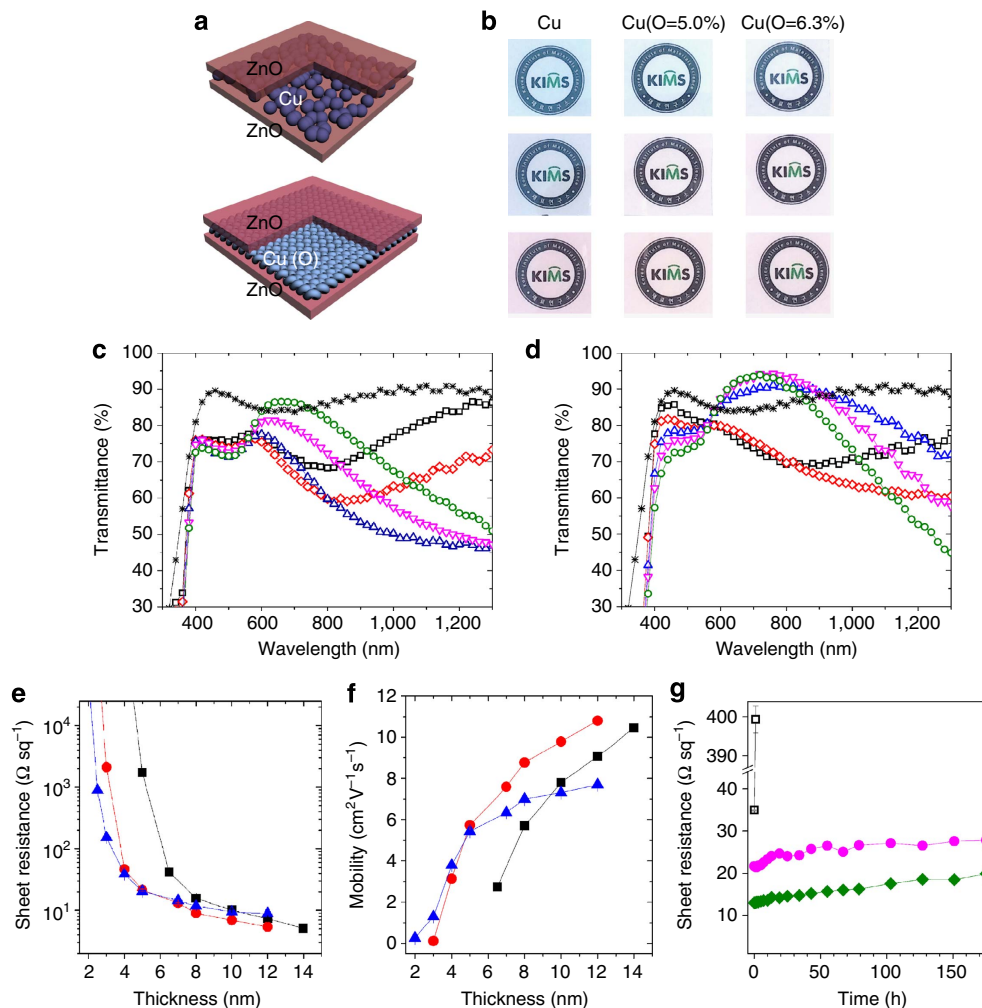 a
ZnO
Cu
ZnO
ZnO
Cu (O)
ZnO
b
Cu Cu(O=5.0%) Cu(O=6.3%)
KIMS KIMS KIMS
KIMS KIMS KIMS
KIMS KIMS KIMS
c
100
90
80
70
60
50
40
30
Transmittance (%)
400 600 800 1,000 1,200
Wavelength (nm)
d
100
90
80
70
60
50
40
30
Transmittance (%)
400 600 800 1,000 1,200
Wavelength (nm)
e
10⁴
10³
10²
10¹
Sheet resistance (Ω sq⁻¹)
2 4 6 8 10 12 14
Thickness (nm)
f
12
10
8
6
4
2
0
Mobility (cm²V⁻¹s⁻¹)
2 4 6 8 10 12 14
Thickness (nm)
g
400
390
30
20
10
Sheet resistance (Ω sq⁻¹)
0 50 100 150
Time (h)